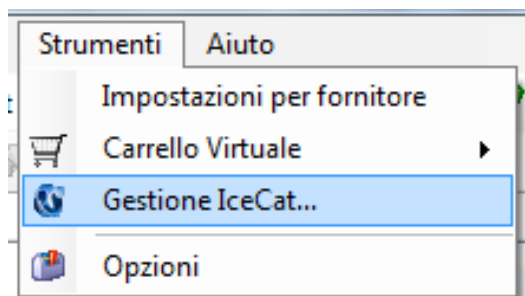 Strumenti Aiuto
Impostazioni per fornitore
Carrello Virtuale
Gestione IceCat...
Opzioni